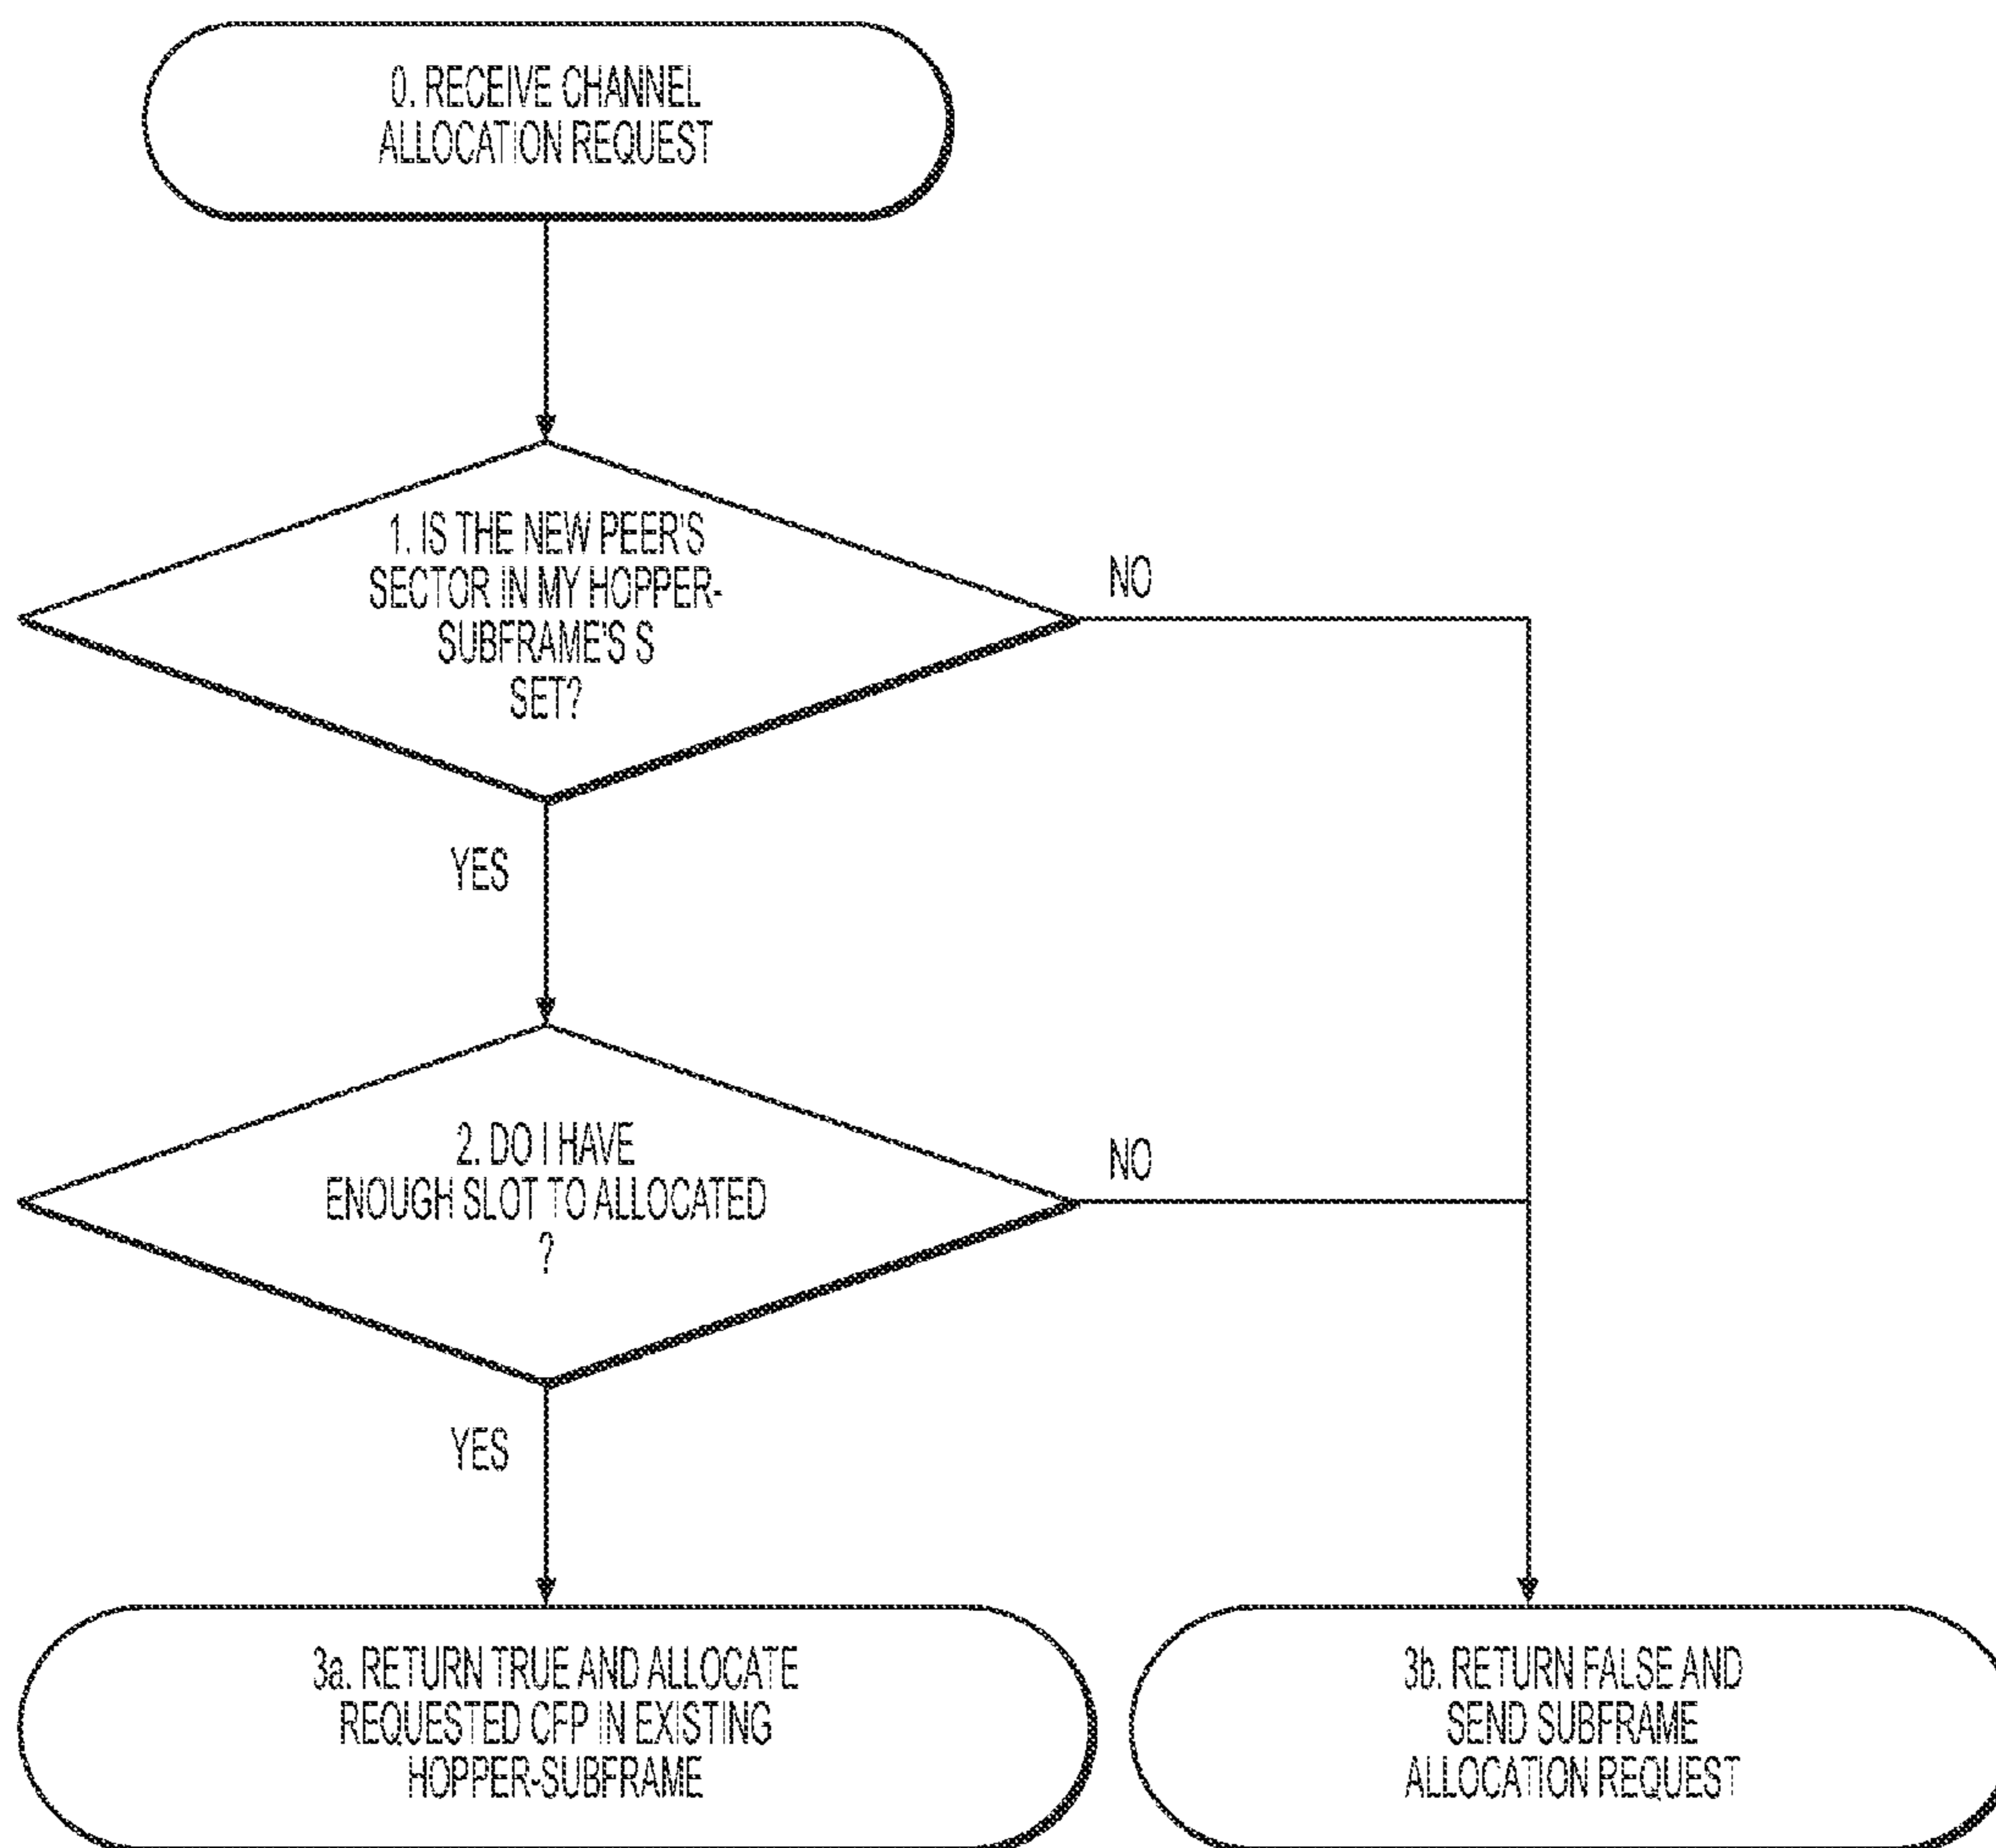 0. RECEIVE CHANNEL
ALLOCATION REQUEST
1. IS THE NEW PEER'S
SECTOR IN MY HOPPER-
SUBFRAME'S S
SET?
NO
YES
2. DO I HAVE
ENOUGH SLOT TO ALLOCATED
?
NO
YES
3a. RETURN TRUE AND ALLOCATE
REQUESTED CFP IN EXISTING
HOPPER-SUBFRAME
3b. RETURN FALSE AND
SEND SUBFRAME
ALLOCATION REQUEST